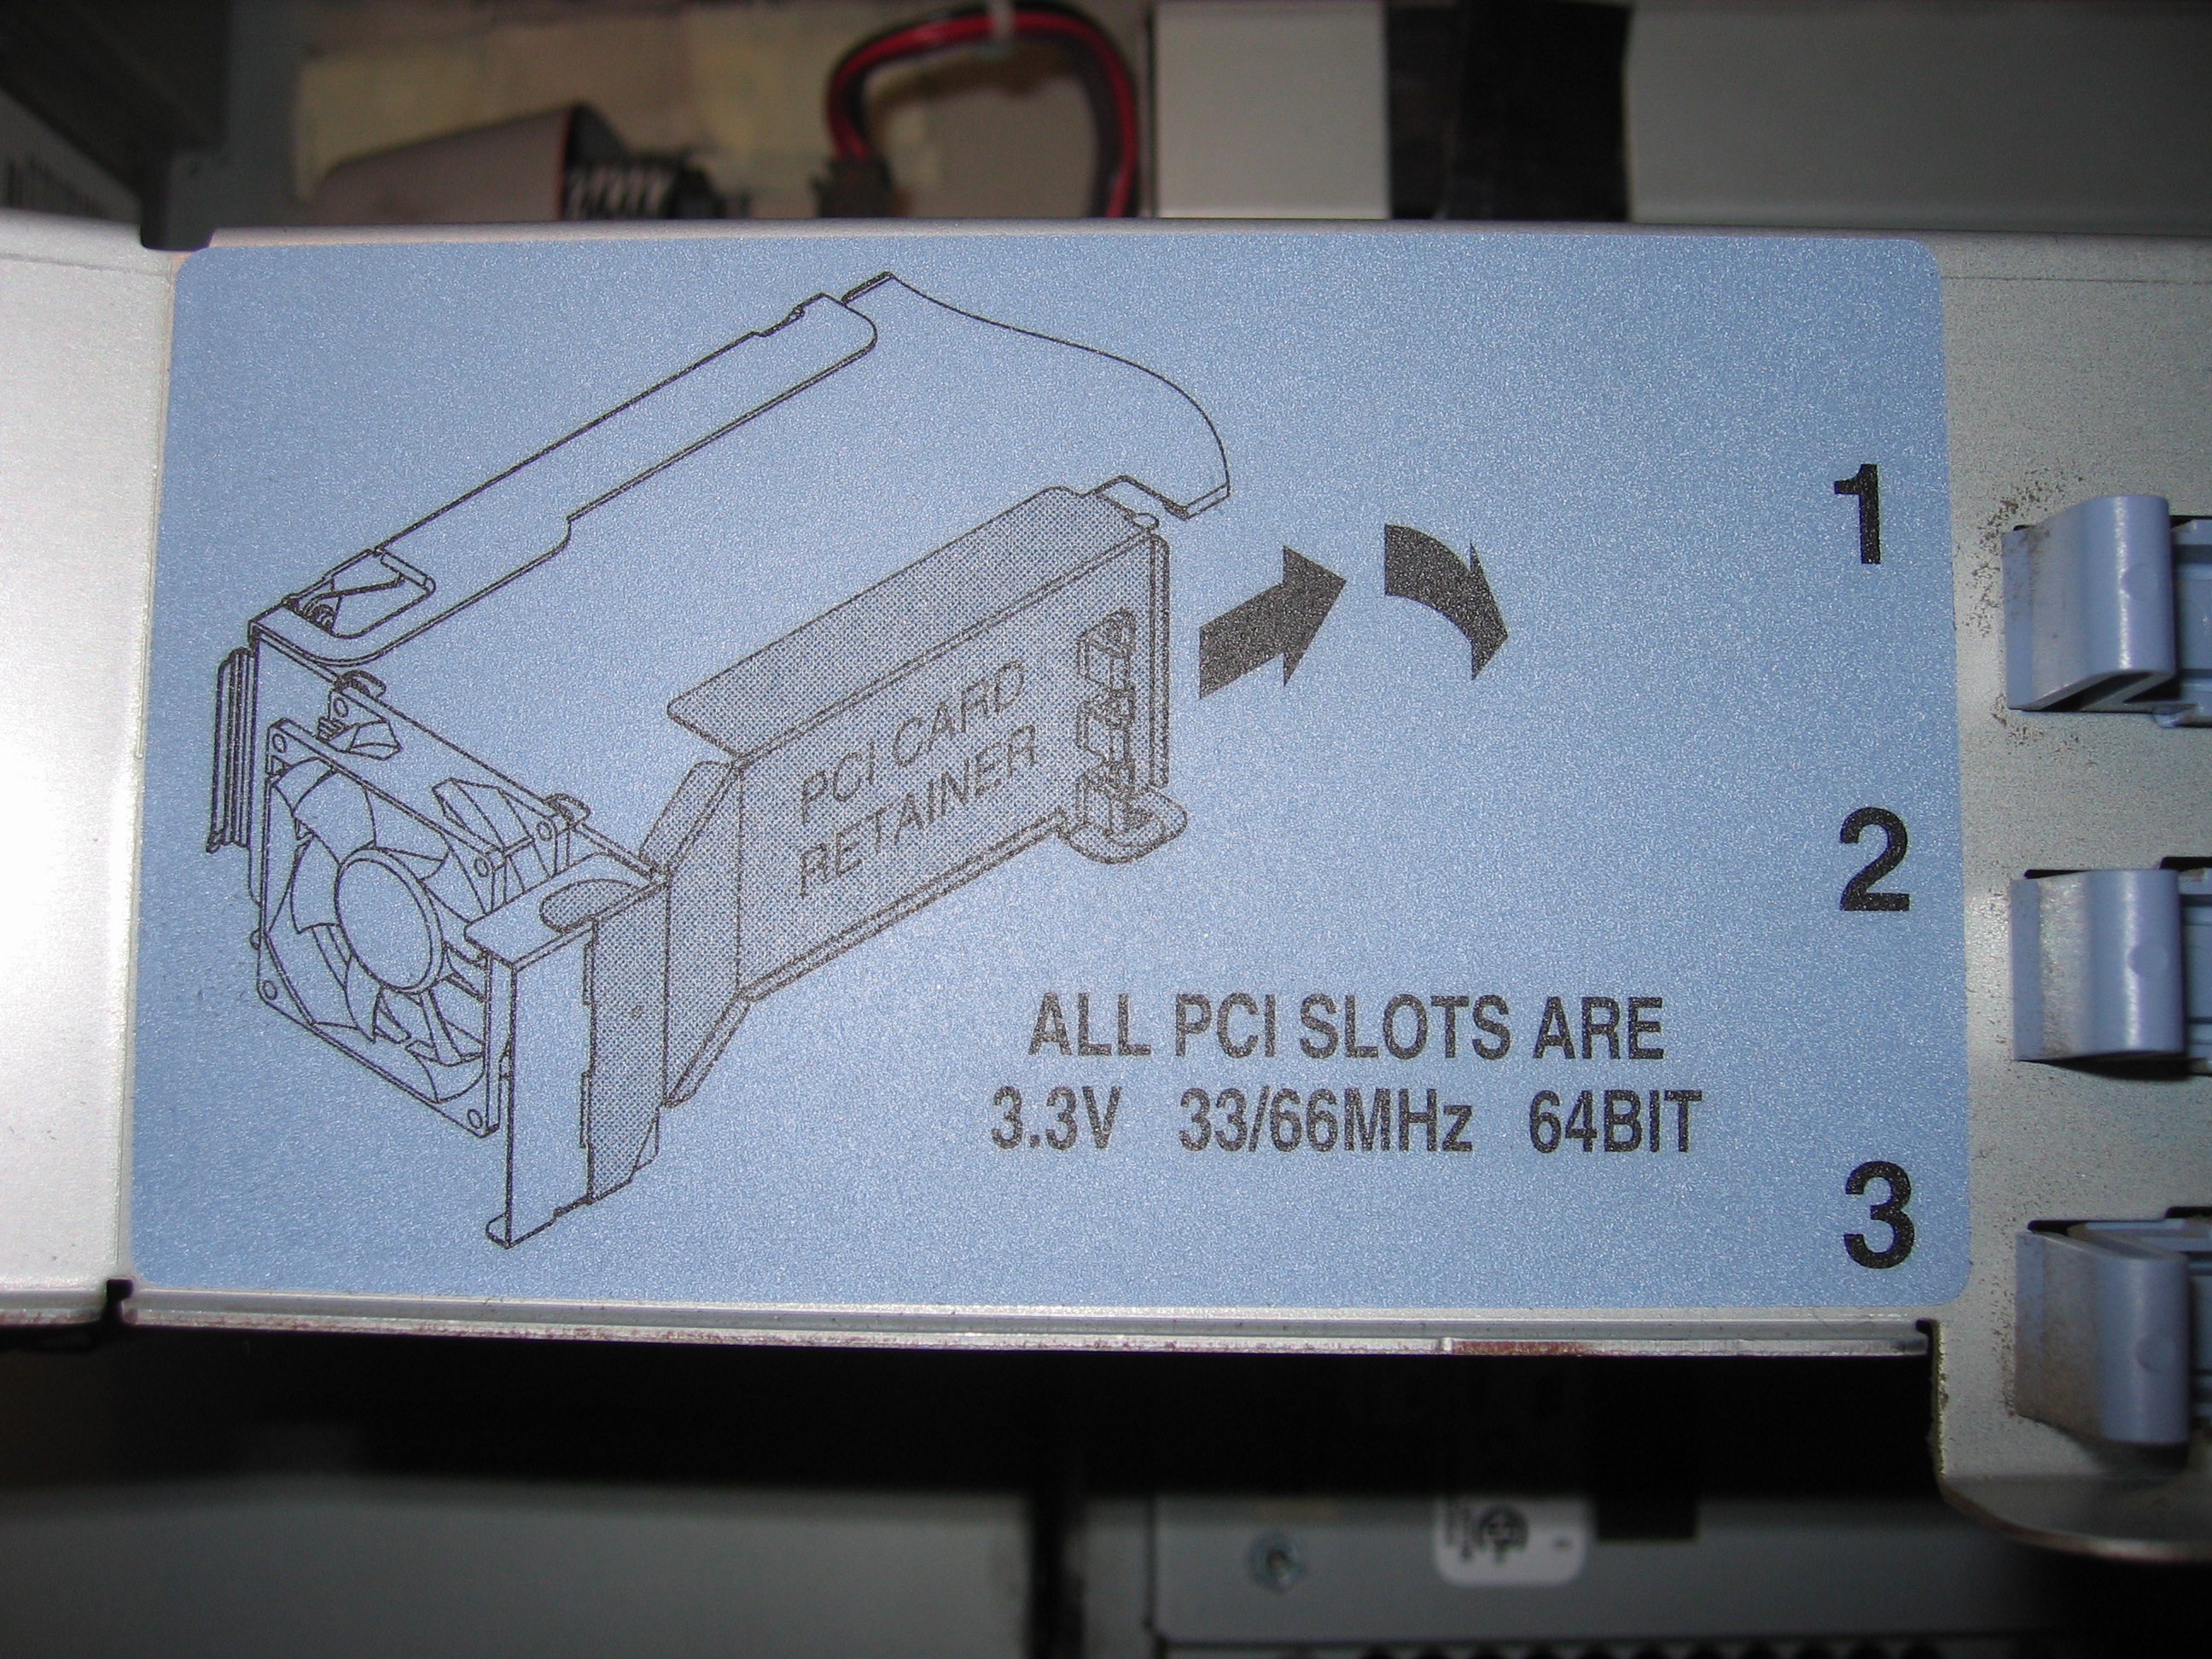 1
PCI CARD
RETAINER
2
ALL PCI SLOTS ARE
3.3V 33/66MHz 64BIT
3